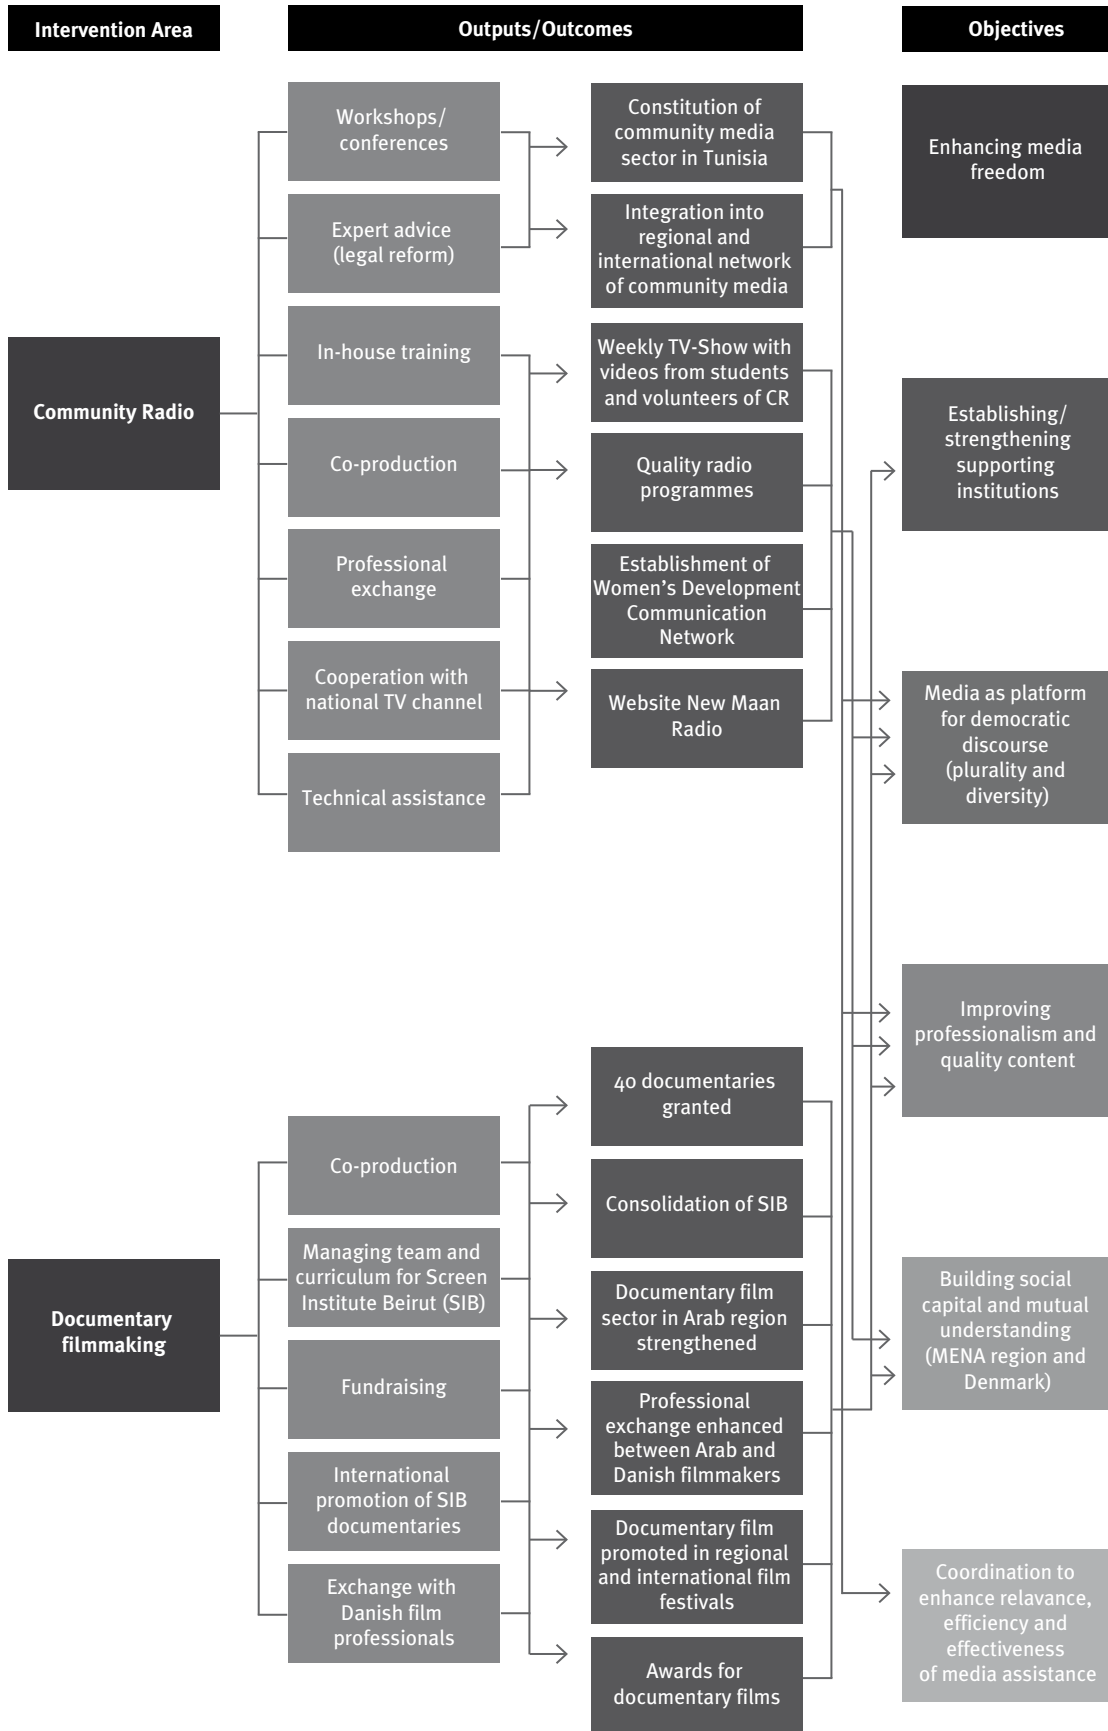 Intervention Area
Outputs/Outcomes
Objectives
Community Radio
Workshops/
conferences
Expert advice
(legal reform)
In-house training
Co-production
Professional
exchange
Cooperation with
national TV channel
Technical assistance
Constitution of
community media
sector in Tunisia
Integration into
regional and
international network
of community media
Weekly TV-Show with
videos from students
and volunteers of CR
Quality radio
programmes
Establishment of
Women's Development
Communication
Network
Website New Maan
Radio
Documentary
filmmaking
Co-production
Managing team and
curriculum for Screen
Institute Beirut (SIB)
Fundraising
International
promotion of SIB
documentaries
Exchange with
Danish film
professionals
40 documentaries
granted
Consolidation of SIB
Documentary film
sector in Arab region
strengthened
Professional
exchange enhanced
between Arab and
Danish filmmakers
Documentary film
promoted in regional
and international film
festivals
Awards for
documentary films
Enhancing media
freedom
Establishing/
strengthening
supporting
institutions
Media as platform
for democratic
discourse
(plurality and
diversity)
Improving
professionalism and
quality content
Building social
capital and mutual
understanding
(MENA region and
Denmark)
Coordination to
enhance relavance,
efficiency and
effectiveness
of media assistance